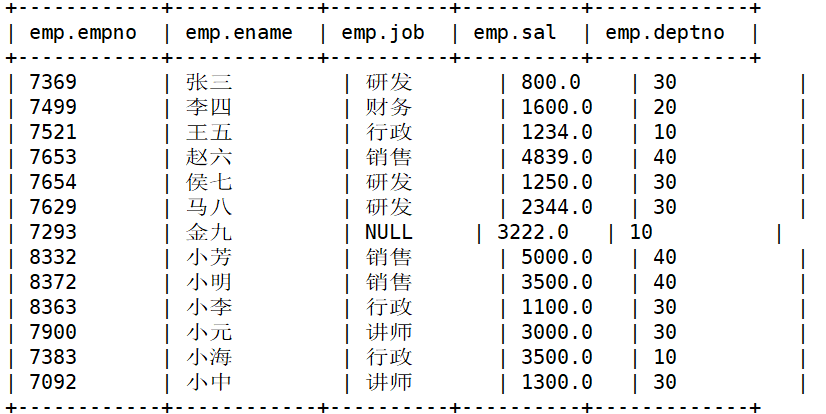 +------------+------------+----------+----------+-------------+
| emp.empno  | emp.ename  | emp.job  | emp.sal  | emp.deptno  |
+------------+------------+----------+----------+-------------+
| 7369       | 张三         | 研发       | 800.0    | 30          |
| 7499       | 李四         | 财务       | 1600.0   | 20          |
| 7521       | 王五         | 行政       | 1234.0   | 10          |
| 7653       | 赵六         | 销售       | 4839.0   | 40          |
| 7654       | 侯七         | 研发       | 1250.0   | 30          |
| 7629       | 马八         | 研发       | 2344.0   | 30          |
| 7293       | 金九         | NULL     | 3222.0   | 10          |
| 8332       | 小芳         | 销售       | 5000.0   | 40          |
| 8372       | 小明         | 销售       | 3500.0   | 40          |
| 8363       | 小李         | 行政       | 1100.0   | 30          |
| 7900       | 小元         | 讲师       | 3000.0   | 30          |
| 7383       | 小海         | 行政       | 3500.0   | 10          |
| 7092       | 小中         | 讲师       | 1300.0   | 30          |
+------------+------------+----------+----------+-------------+